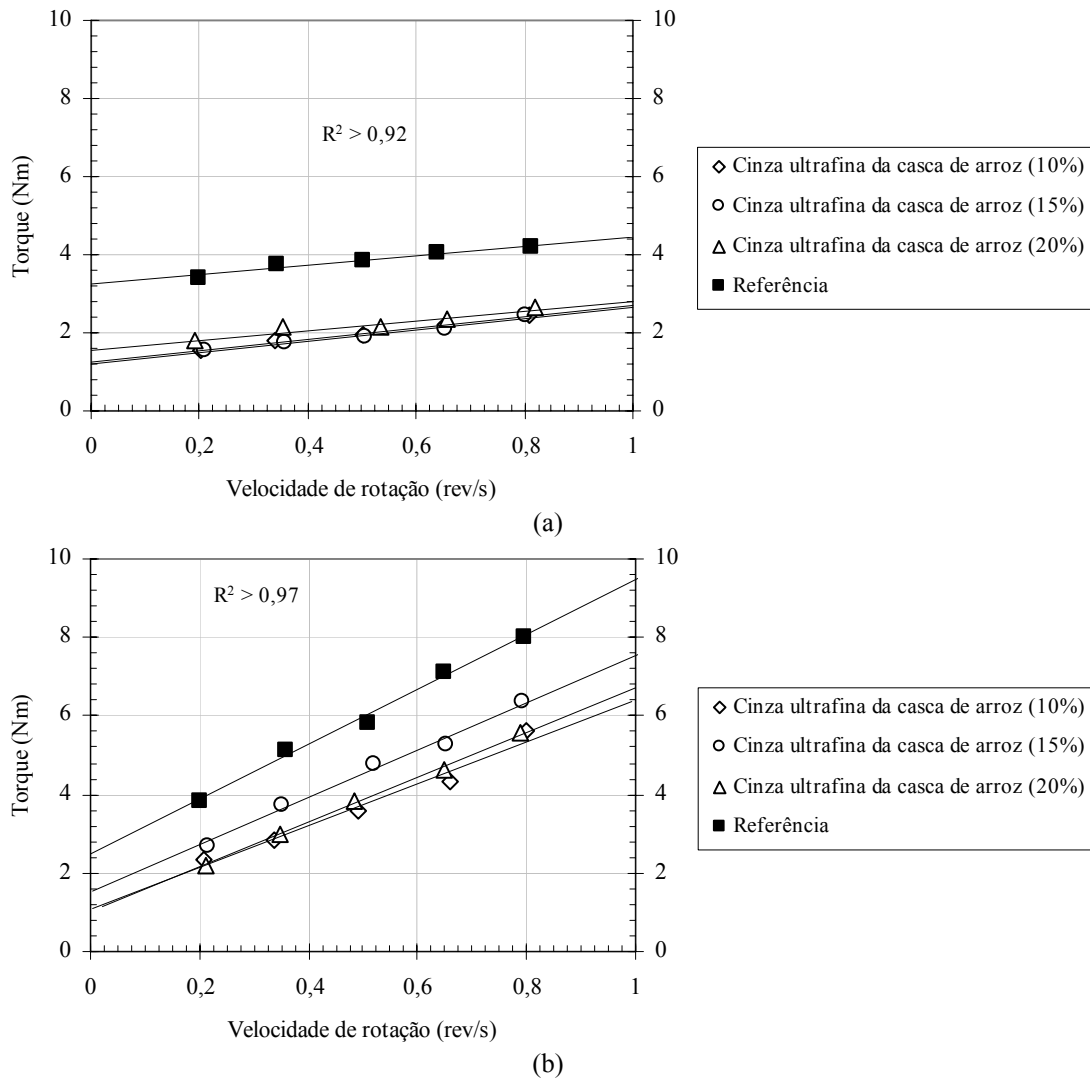 10
8
6
4
2
0
10
8
6
4
2
0
Torque (Nm)
R² > 0,92
0 0,2 0,4 0,6 0,8 1
Velocidade de rotação (rev/s)
Cinza ultrafina da casca de arroz (10%)
Cinza ultrafina da casca de arroz (15%)
Cinza ultrafina da casca de arroz (20%)
Referência
(a)
10
8
6
4
2
0
10
8
6
4
2
0
Torque (Nm)
R² > 0,97
0 0,2 0,4 0,6 0,8 1
Velocidade de rotação (rev/s)
Cinza ultrafina da casca de arroz (10%)
Cinza ultrafina da casca de arroz (15%)
Cinza ultrafina da casca de arroz (20%)
Referência
(b)